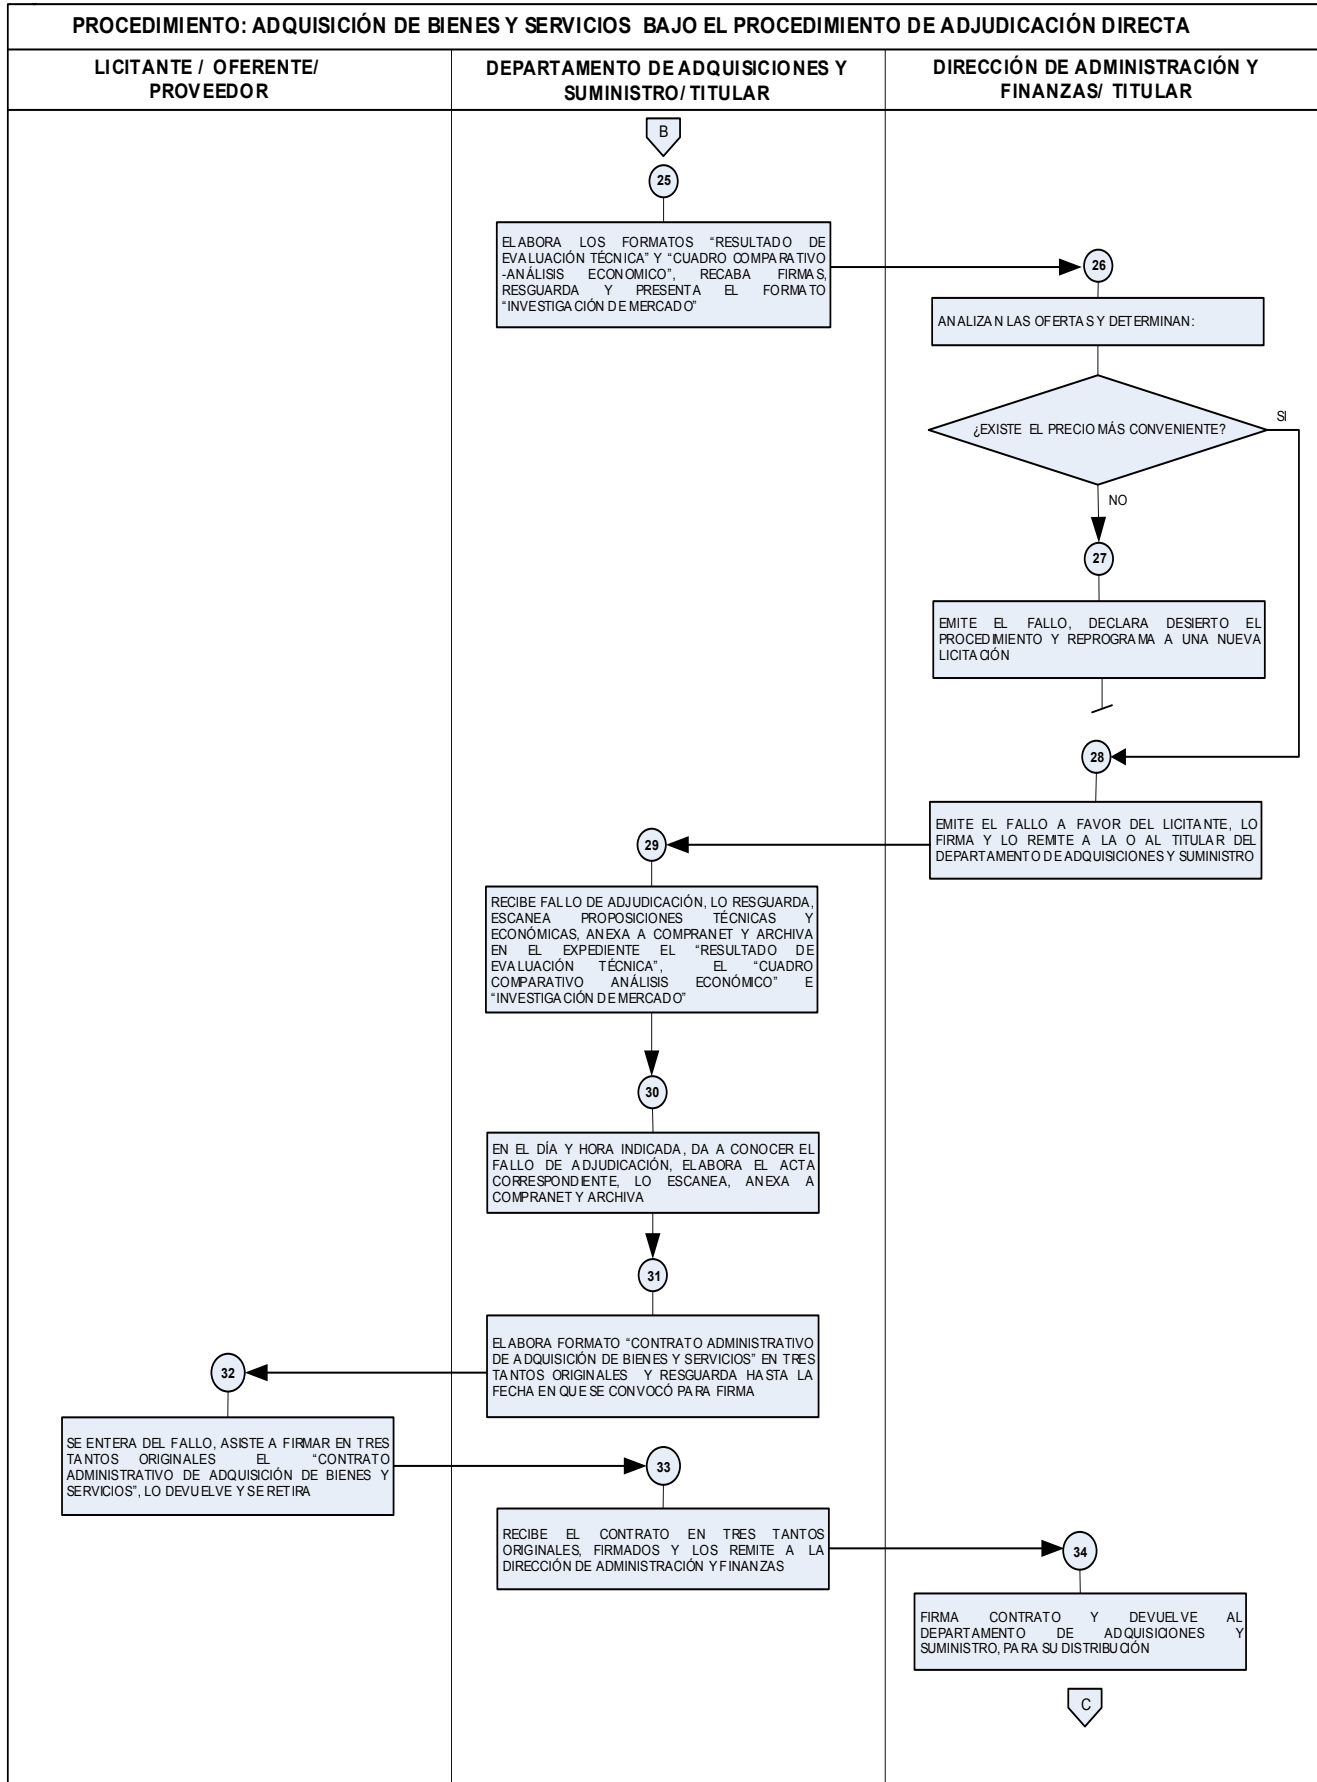 PROCEDIMIENTO: ADQUISICIÓN DE BIENES Y SERVICIOS BAJO EL PROCEDIMIENTO DE ADJUDICACIÓN DIRECTA
LICITANTE / OFERENTE/
PROVEEDOR
DEPARTAMENTO DE ADQUISICIONES Y
SUMINISTRO/ TITULAR
DIRECCIÓN DE ADMINISTRACIÓN Y
FINANZAS/ TITULAR
B
25
ELABORA LOS FORMATOS “RESULTADO DE
EVALUACIÓN TÉCNICA” Y “CUADRO COMPARATIVO
-ANÁLISIS ECONOMICO”, RECABA FIRMAS,
RESGUARDA Y PRESENTA EL FORMATO
“INVESTIGACIÓN DE MERCADO”
26
ANALIZAN LAS OFERTAS Y DETERMINAN:
¿EXISTE EL PRECIO MÁS CONVENIENTE?
SI
NO
27
EMITE EL FALLO, DECLARA DESIERTO EL
PROCEDIMIENTO Y REPROGRAMA A UNA NUEVA
LICITACIÓN
28
EMITE EL FALLO A FAVOR DEL LICITANTE, LO
FIRMA Y LO REMITE A LA O AL TITULAR DEL
DEPARTAMENTO DE ADQUISICIONES Y SUMINISTRO
29
RECIBE FALLO DE ADJUDICACIÓN, LO RESGUARDA,
ESCANEA PROPOSICIONES TÉCNICAS Y
ECONÓMICAS, ANEXA A COMPRANET Y ARCHIVA
EN EL EXPEDIENTE EL “RESULTADO DE
EVALUACIÓN TÉCNICA”, EL “CUADRO
COMPARATIVO ANÁLISIS ECONÓMICO” E
“INVESTIGACIÓN DE MERCADO”
30
EN EL DÍA Y HORA INDICADA, DA A CONOCER EL
FALLO DE ADJUDICACIÓN, ELABORA EL ACTA
CORRESPONDIENTE, LO ESCANEA, ANEXA A
COMPRANET Y ARCHIVA
31
ELABORA FORMATO “CONTRATO ADMINISTRATIVO
DE ADQUISICIÓN DE BIENES Y SERVICIOS” EN TRES
TANTOS ORIGINALES Y RESGUARDA HASTA LA
FECHA EN QUE SE CONVOCÓ PARA FIRMA
32
SE ENTERA DEL FALLO, ASISTE A FIRMAR EN TRES
TANTOS ORIGINALES EL “CONTRATO
ADMINISTRATIVO DE ADQUISICIÓN DE BIENES Y
SERVICIOS”, LO DEVUELVE Y SE RETIRA
33
RECIBE EL CONTRATO EN TRES TANTOS
ORIGINALES, FIRMADOS Y LOS REMITE A LA
DIRECCIÓN DE ADMINISTRACIÓN Y FINANZAS
34
FIRMA CONTRATO Y DEVUELVE AL
DEPARTAMENTO DE ADQUISICIONES Y
SUMINISTRO, PARA SU DISTRIBUCIÓN
C